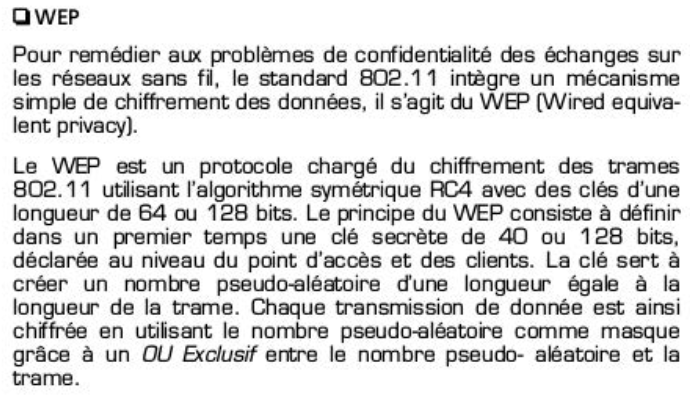 ❑ WEP
Pour remédier aux problèmes de confidentialité des échanges sur
les réseaux sans fil, le standard 802.11 intègre un mécanisme
simple de chiffrement des données, il s'agit du WEP (Wired equiva-
lent privacy).
Le WEP est un protocole chargé du chiffrement des trames
802.11 utilisant l'algorithme symétrique RC4 avec des clés d'une
longueur de 64 ou 128 bits. Le principe du WEP consiste à définir
dans un premier temps une clé secrète de 40 ou 128 bits,
déclarée au niveau du point d'accès et des clients. La clé sert à
créer un nombre pseudo-aléatoire d'une longueur égale à la
longueur de la trame. Chaque transmission de donnée est ainsi
chiffrée en utilisant le nombre pseudo-aléatoire comme masque
grâce à un OU Exclusif entre le nombre pseudo- aléatoire et la
trame.